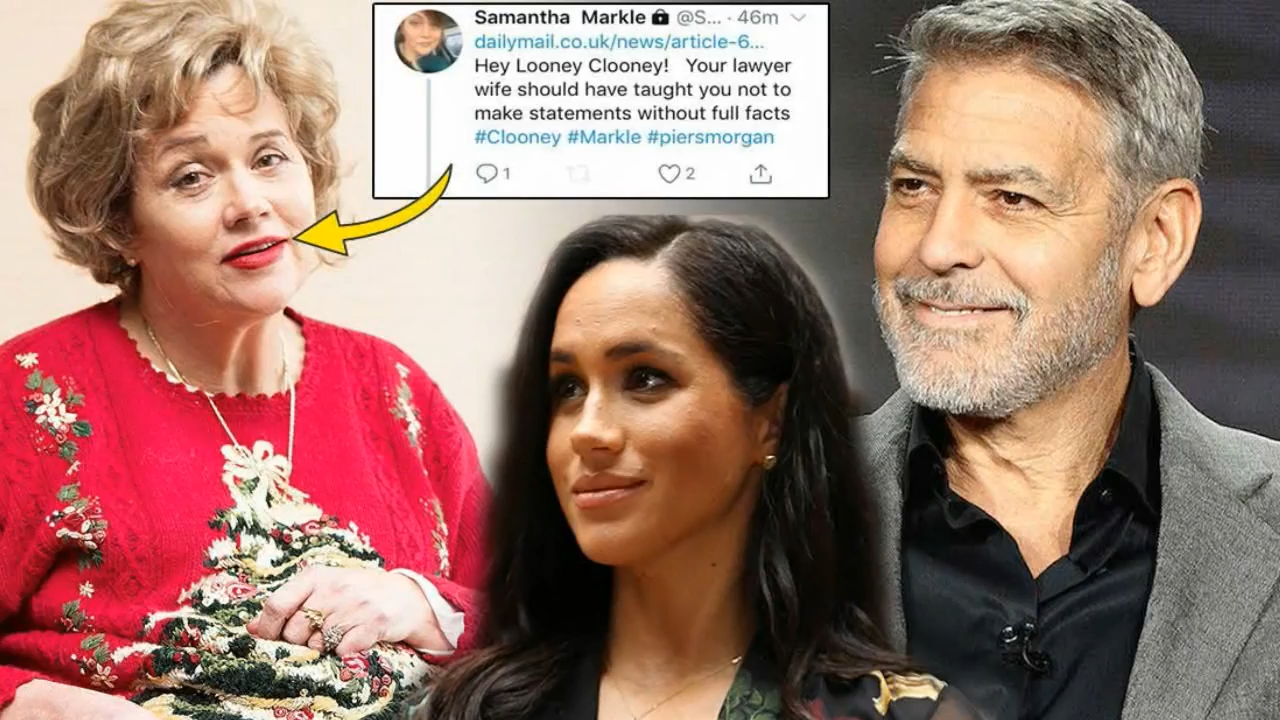 Samantha Markle @S... · 46m
dailymail.co.uk/news/article-6...
Hey Looney Clooney! Your lawyer
wife should have taught you not to
make statements without full facts
#Clooney #Markle #piersmorgan
1 2